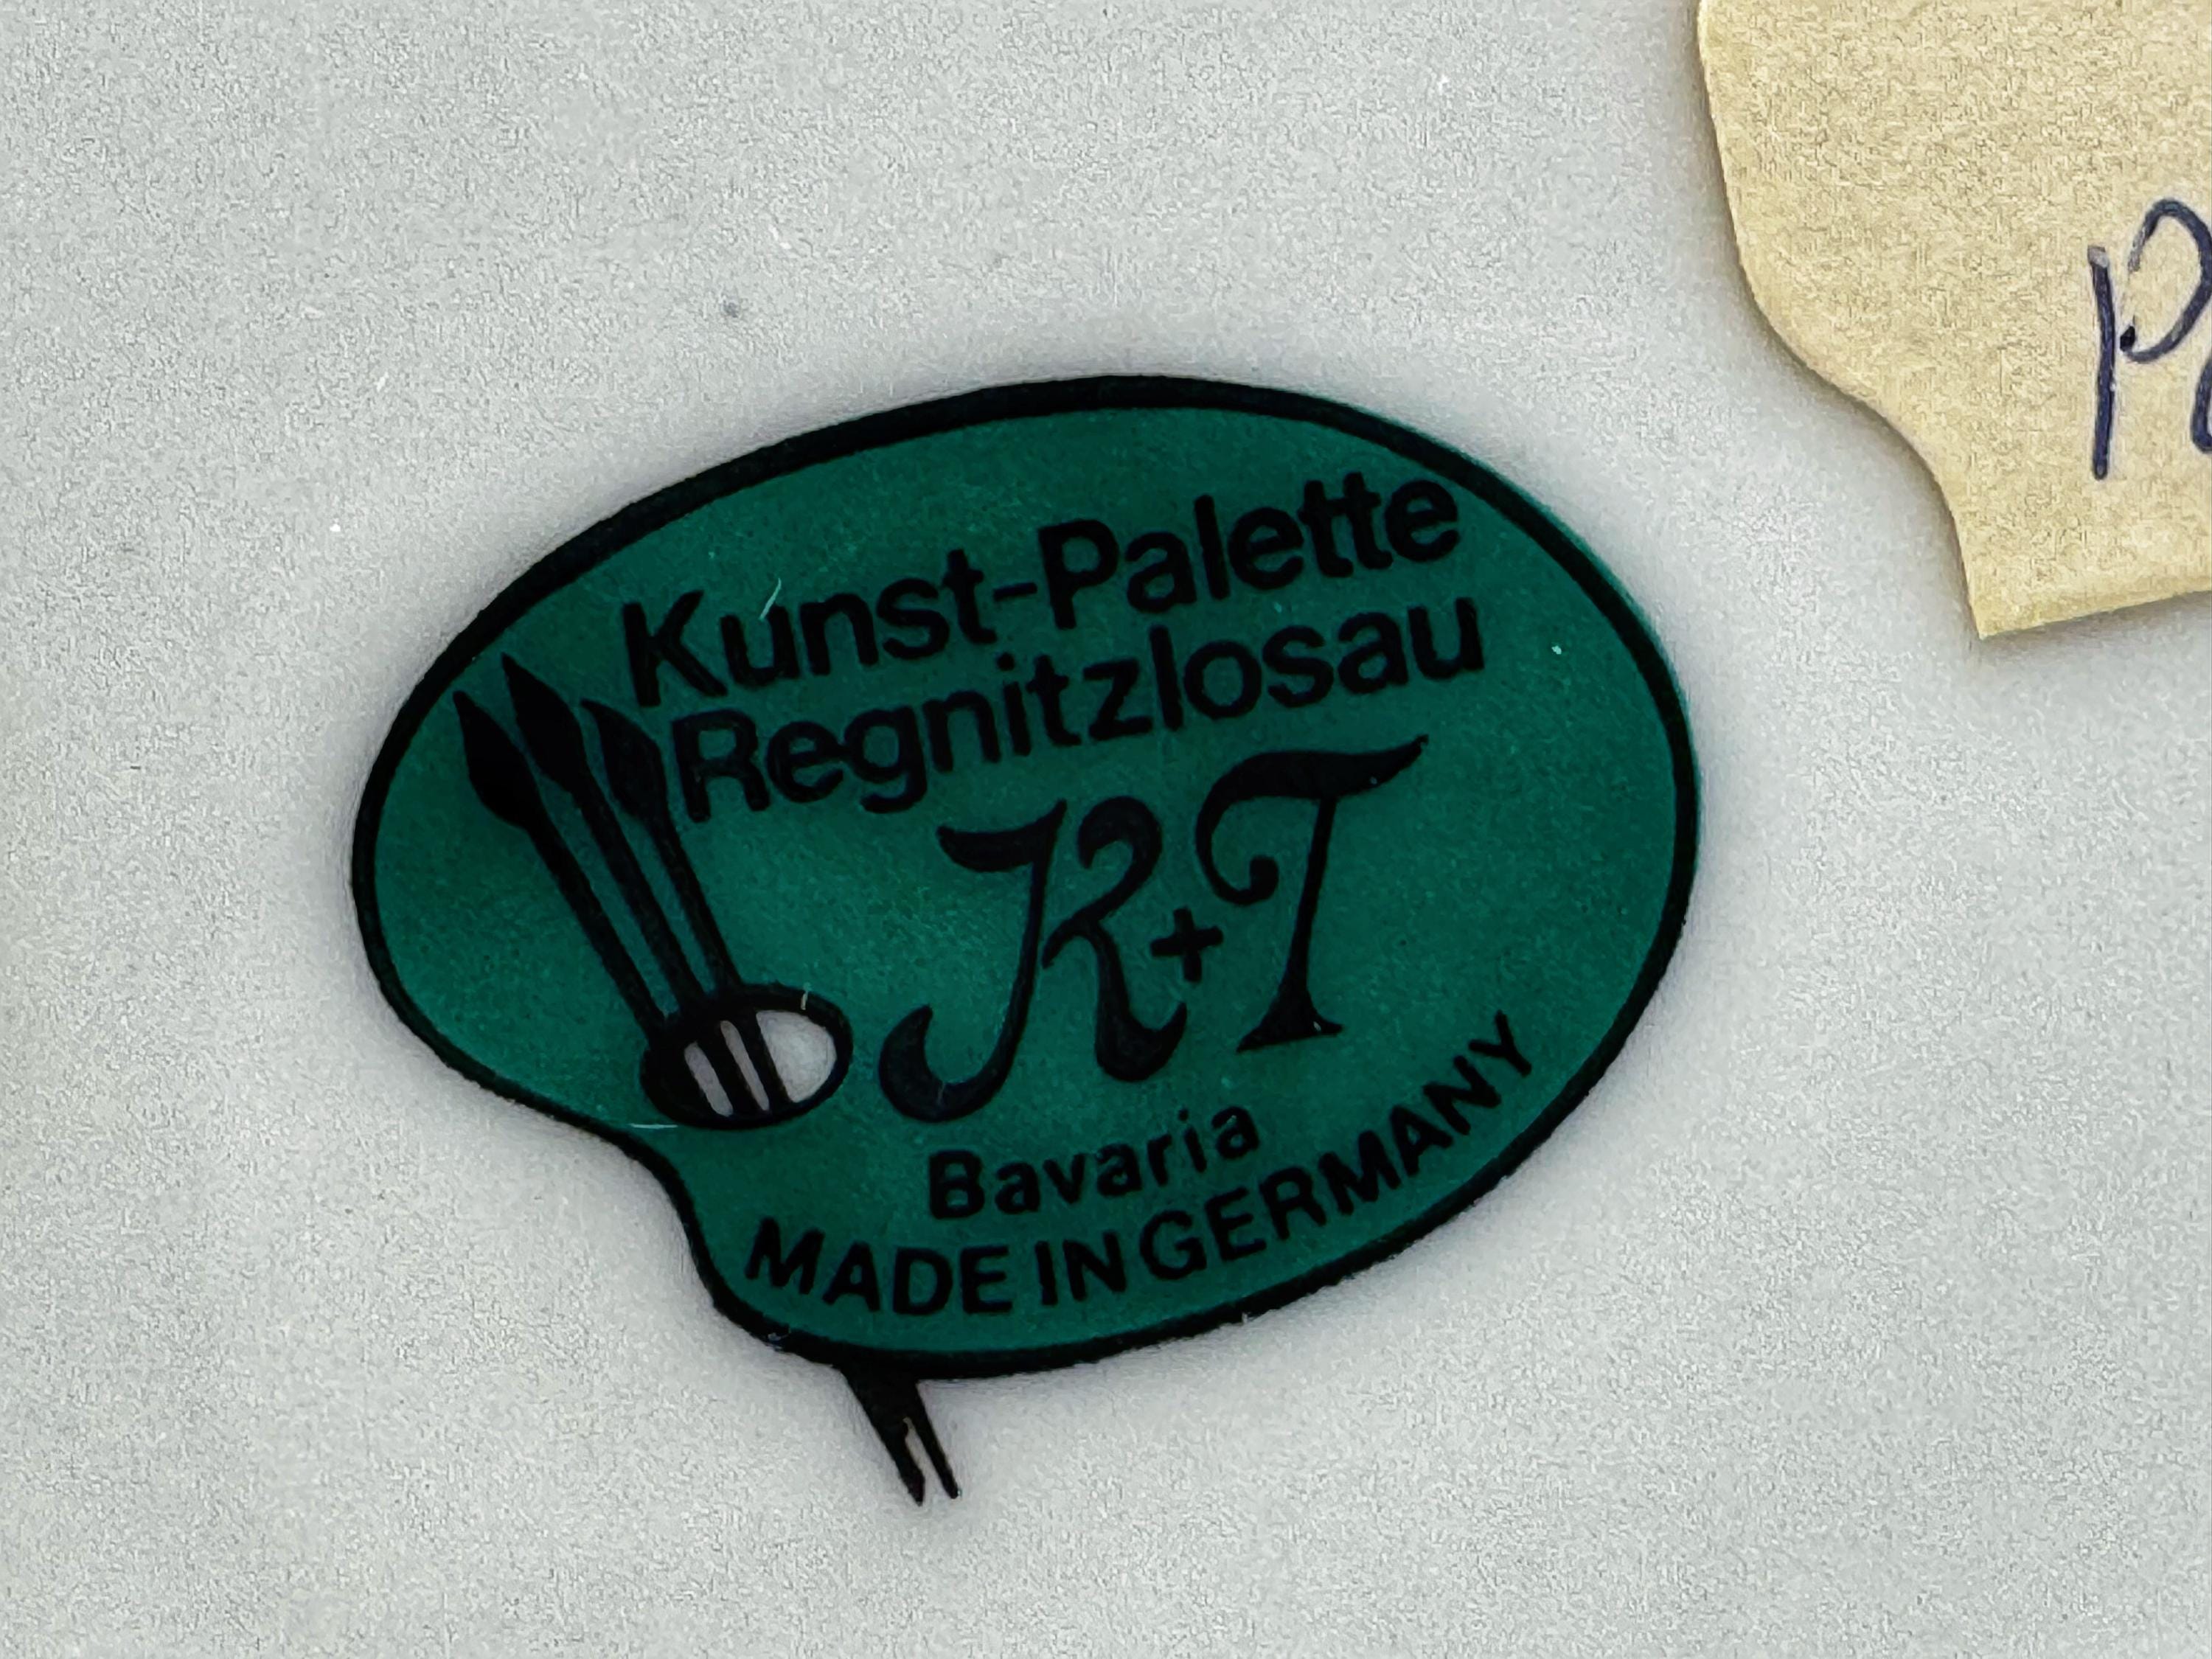 Kunst-Palette
Regnitzlosau
K+T
Bavaria
MADE IN GERMANY